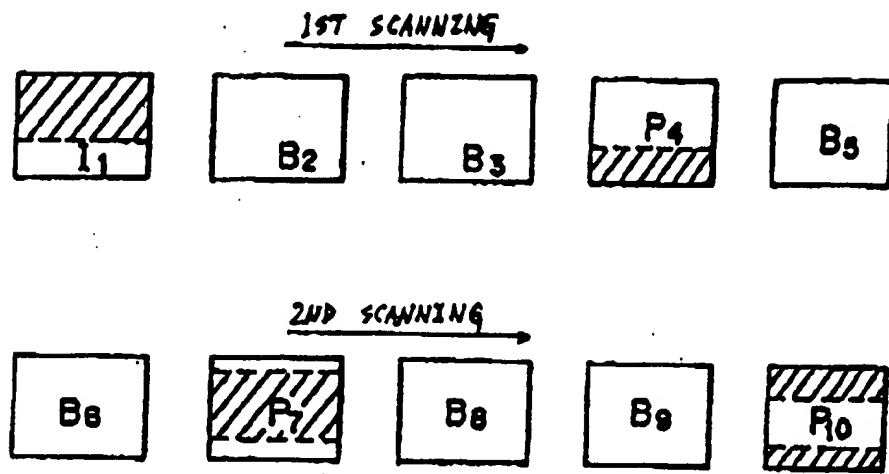 1ST SCANNING
I1 B2 B3 P4 B5
2ND SCANNING
B6 P7 B8 B9 P10